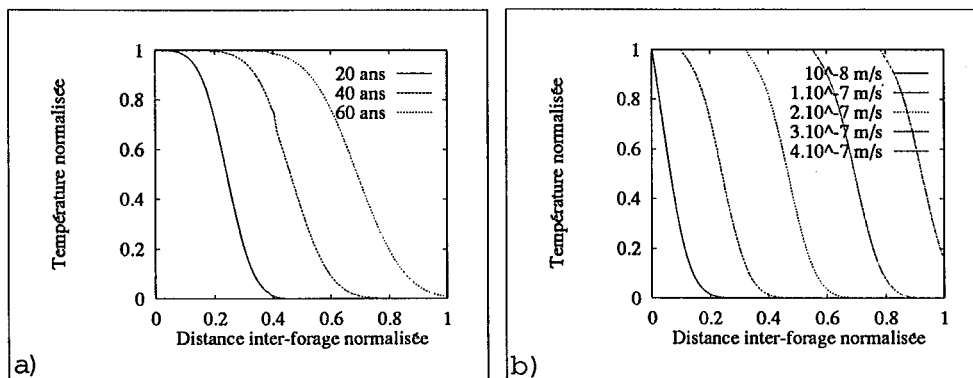 1
0.8
0.6
0.4
0.2
0
0 0.2 0.4 0.6 0.8 1
Température normalisée
Distance inter-forage normalisée
20 ans
40 ans
60 ans
a)
1
0.8
0.6
0.4
0.2
0
0 0.2 0.4 0.6 0.8 1
Température normalisée
Distance inter-forage normalisée
10^-8 m/s
1.10^-7 m/s
2.10^-7 m/s
3.10^-7 m/s
4.10^-7 m/s
b)